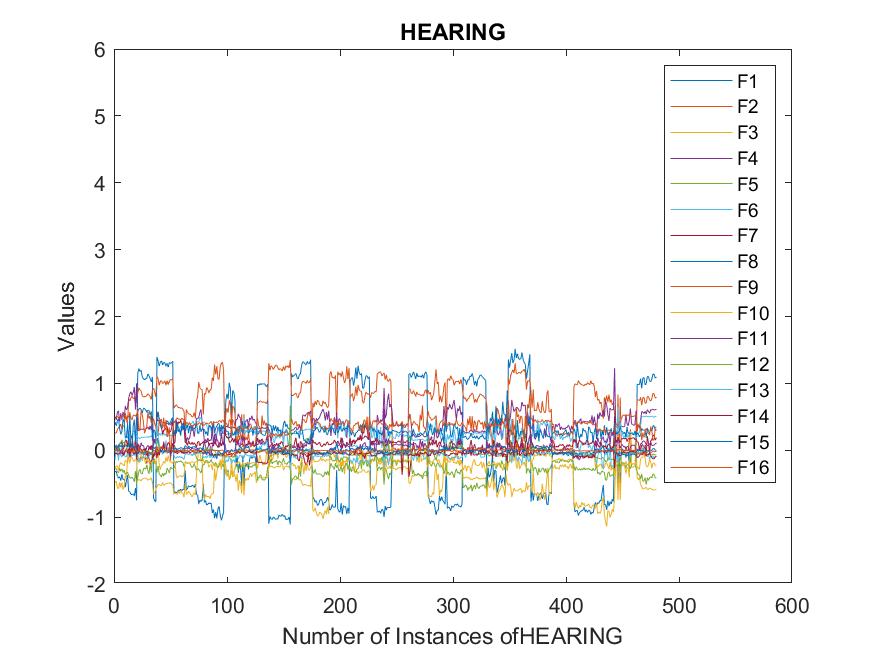 HEARING
6
5
4
3
2
1
0
-1
-2
Values
0 100 200 300 400 500 600
Number of Instances ofHEARING
F1
F2
F3
F4
F5
F6
F7
F8
F9
F10
F11
F12
F13
F14
F15
F16